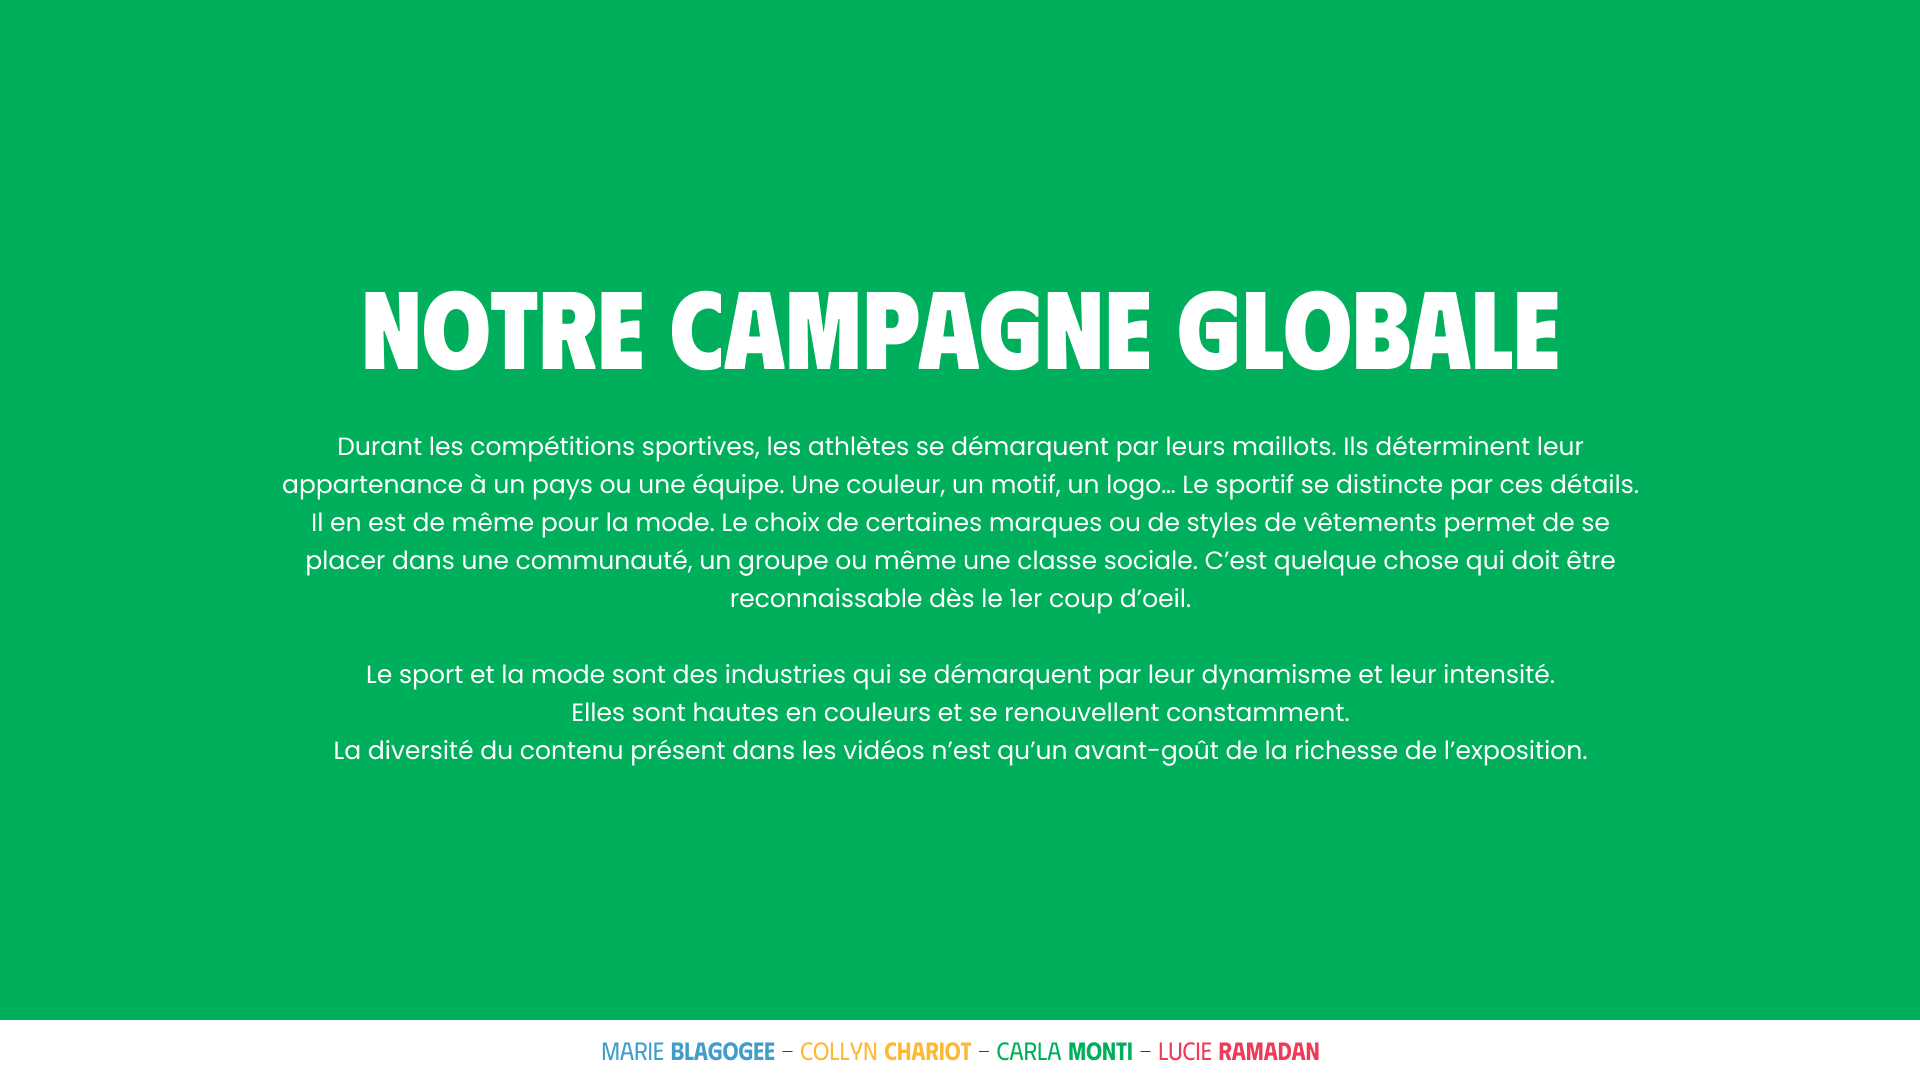 NOTRE CAMPAGNE GLOBALE
Durant les compétitions sportives, les athlètes se démarquent par leurs maillots. Ils déterminent leur
appartenance à un pays ou une équipe. Une couleur, un motif, un logo... Le sportif se distincte par ces détails.
Il en est de même pour la mode. Le choix de certaines marques ou de styles de vêtements permet de se
placer dans une communauté, un groupe ou même une classe sociale. C’est quelque chose qui doit être
reconnaissable dès le 1er coup d’oeil.
Le sport et la mode sont des industries qui se démarquent par leur dynamisme et leur intensité.
Elles sont hautes en couleurs et se renouvellent constamment.
La diversité du contenu présent dans les vidéos n’est qu’un avant-goût de la richesse de l’exposition.
MARIE BLAGOGEE – COLLYN CHARIOT – CARLA MONTI – LUCIE RAMADAN